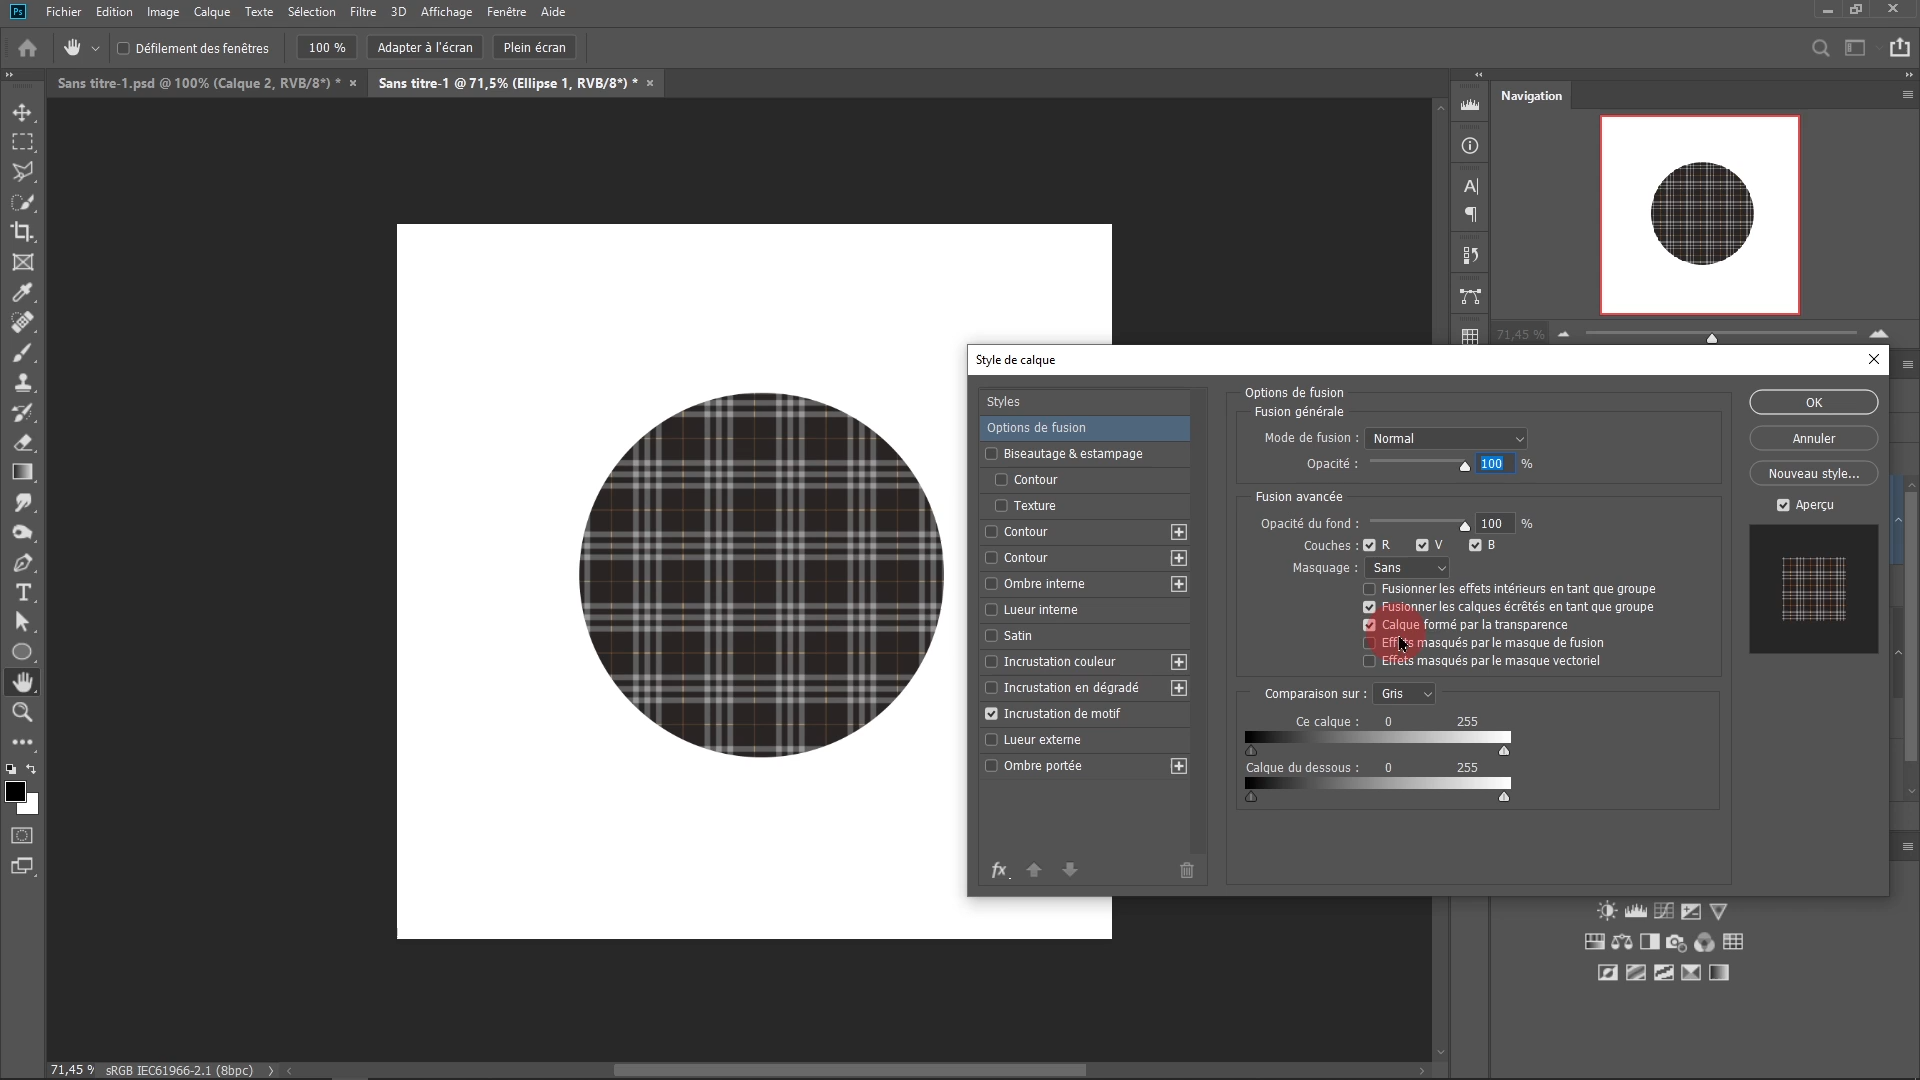 Ps Fichier Edition Image Calque Texte Sélection Filtre 3D Affichage Fenêtre Aide
Défilement des fenêtres 100 % Adapter à l'écran Plein écran
Sans titre-1.psd @ 100% (Calque 2, RVB/8*) * × Sans titre-1 @ 71,5% (Ellipse 1, RVB/8*) * ×
Navigation
71,45 %
Style de calque
Styles
Options de fusion
Biseautage & estampage
Contour
Texture
Contour
Contour
Ombre interne
Lueur interne
Satin
Incrustation couleur
Incrustation en dégradé
Incrustation de motif
Lueur externe
Ombre portée
fx
Options de fusion
Fusion générale
Mode de fusion : Normal
Opacité : 100 %
Fusion avancée
Opacité du fond : 100 %
Couches : R V B
Masquage : Sans
Fusionner les effets intérieurs en tant que groupe
Fusionner les calques écrêtés en tant que groupe
Calque formé par la transparence
Effets masqués par le masque de fusion
Effets masqués par le masque vectoriel
Comparaison sur : Gris
Ce calque : 0 255
Calque du dessous : 0 255
OK
Annuler
Nouveau style...
Aperçu
71,45 % sRGB IEC61966-2.1 (8bpc)